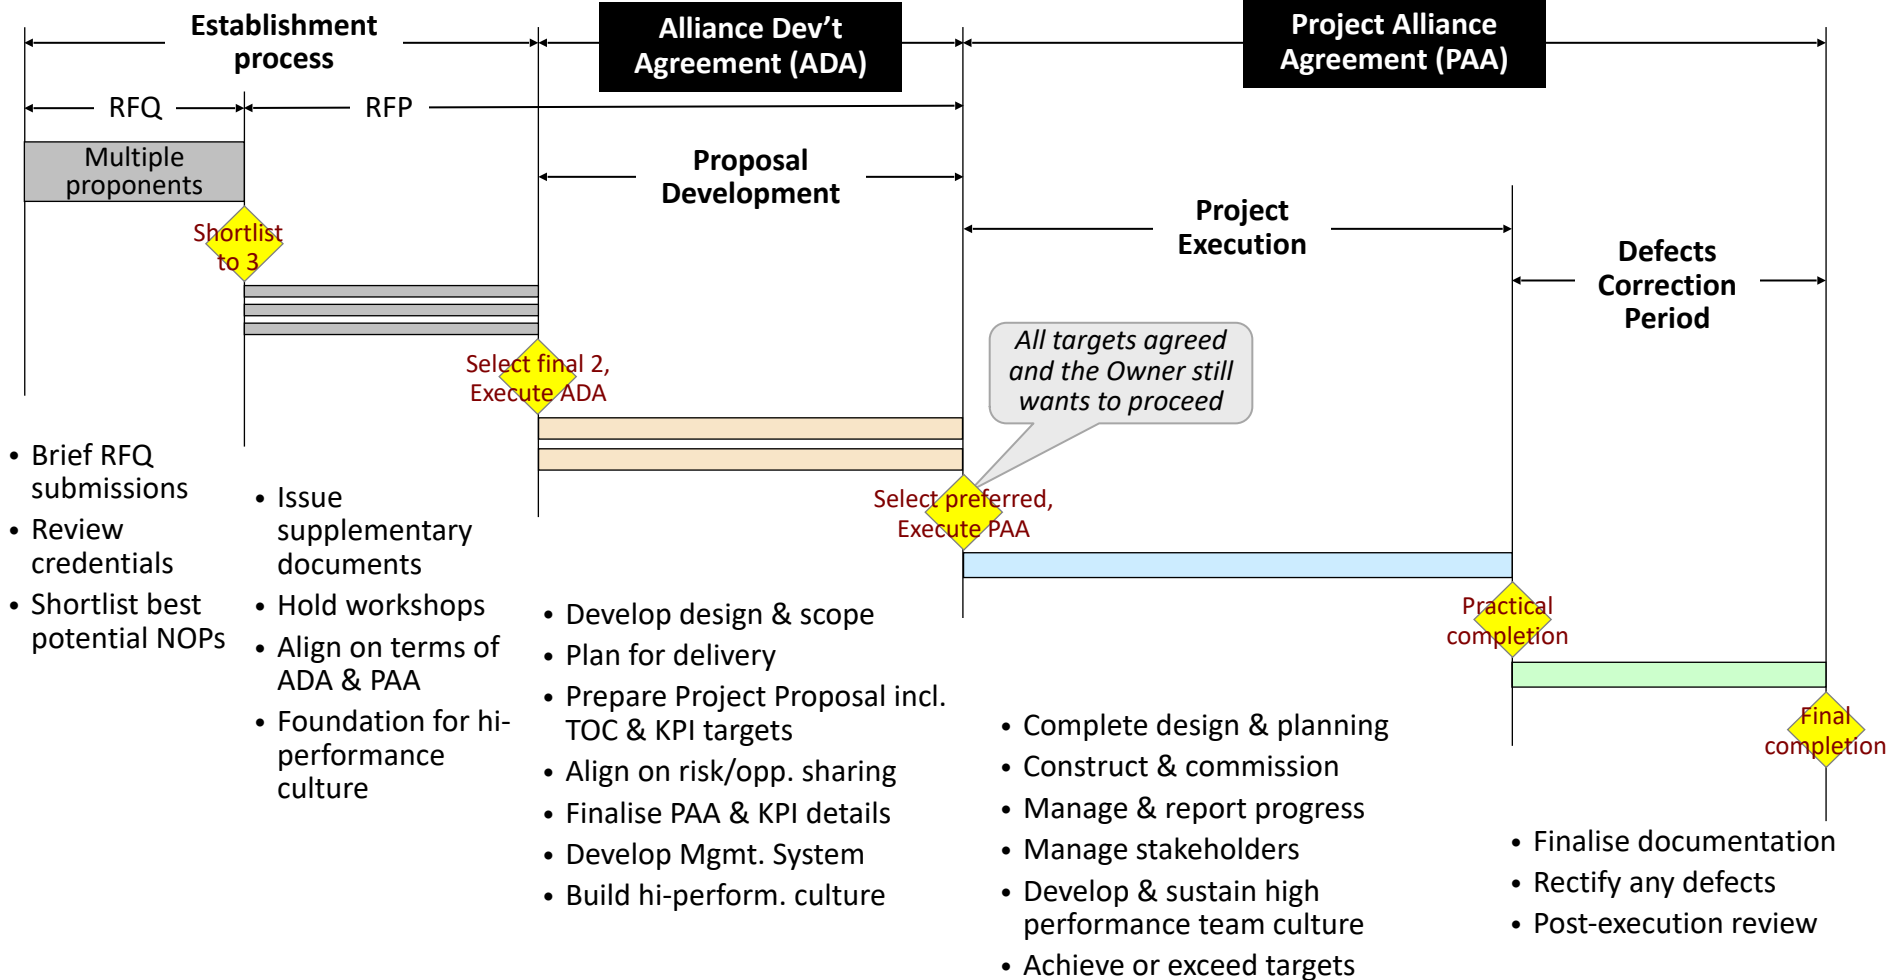 Establishment
process
Alliance Dev’t
Agreement (ADA)
Project Alliance
Agreement (PAA)
RFQ
RFP
Multiple
proponents
Proposal
Development
Project
Execution
Defects
Correction
Period
Shortlist
to 3
Select final 2,
Execute ADA
All targets agreed
and the Owner still
wants to proceed
Select preferred,
Execute PAA
Practical
completion
Final
completion
• Brief RFQ
submissions
• Review
credentials
• Shortlist best
potential NOPs
• Issue
supplementary
documents
• Hold workshops
• Align on terms of
ADA & PAA
• Foundation for hi-
performance
culture
• Develop design & scope
• Plan for delivery
• Prepare Project Proposal incl.
TOC & KPI targets
• Align on risk/opp. sharing
• Finalise PAA & KPI details
• Develop Mgmt. System
• Build hi-perform. culture
• Complete design & planning
• Construct & commission
• Manage & report progress
• Manage stakeholders
• Develop & sustain high
performance team culture
• Achieve or exceed targets
• Finalise documentation
• Rectify any defects
• Post-execution review